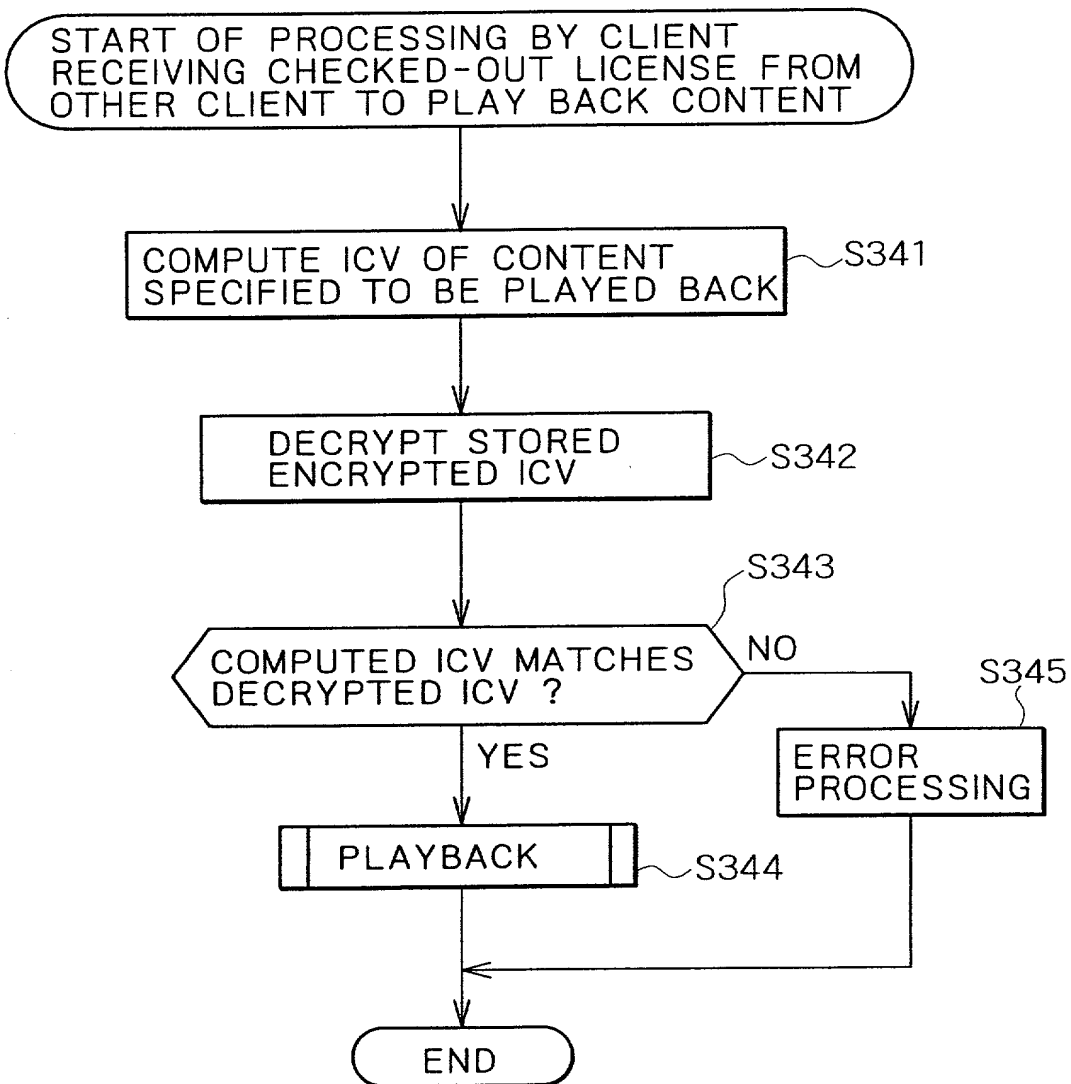 START OF PROCESSING BY CLIENT
RECEIVING CHECKED-OUT LICENSE FROM
OTHER CLIENT TO PLAY BACK CONTENT
COMPUTE ICV OF CONTENT
SPECIFIED TO BE PLAYED BACK
S341
DECRYPT STORED
ENCRYPTED ICV
S342
S343
COMPUTED ICV MATCHES
DECRYPTED ICV ?
NO
S345
YES
ERROR
PROCESSING
PLAYBACK
S344
END